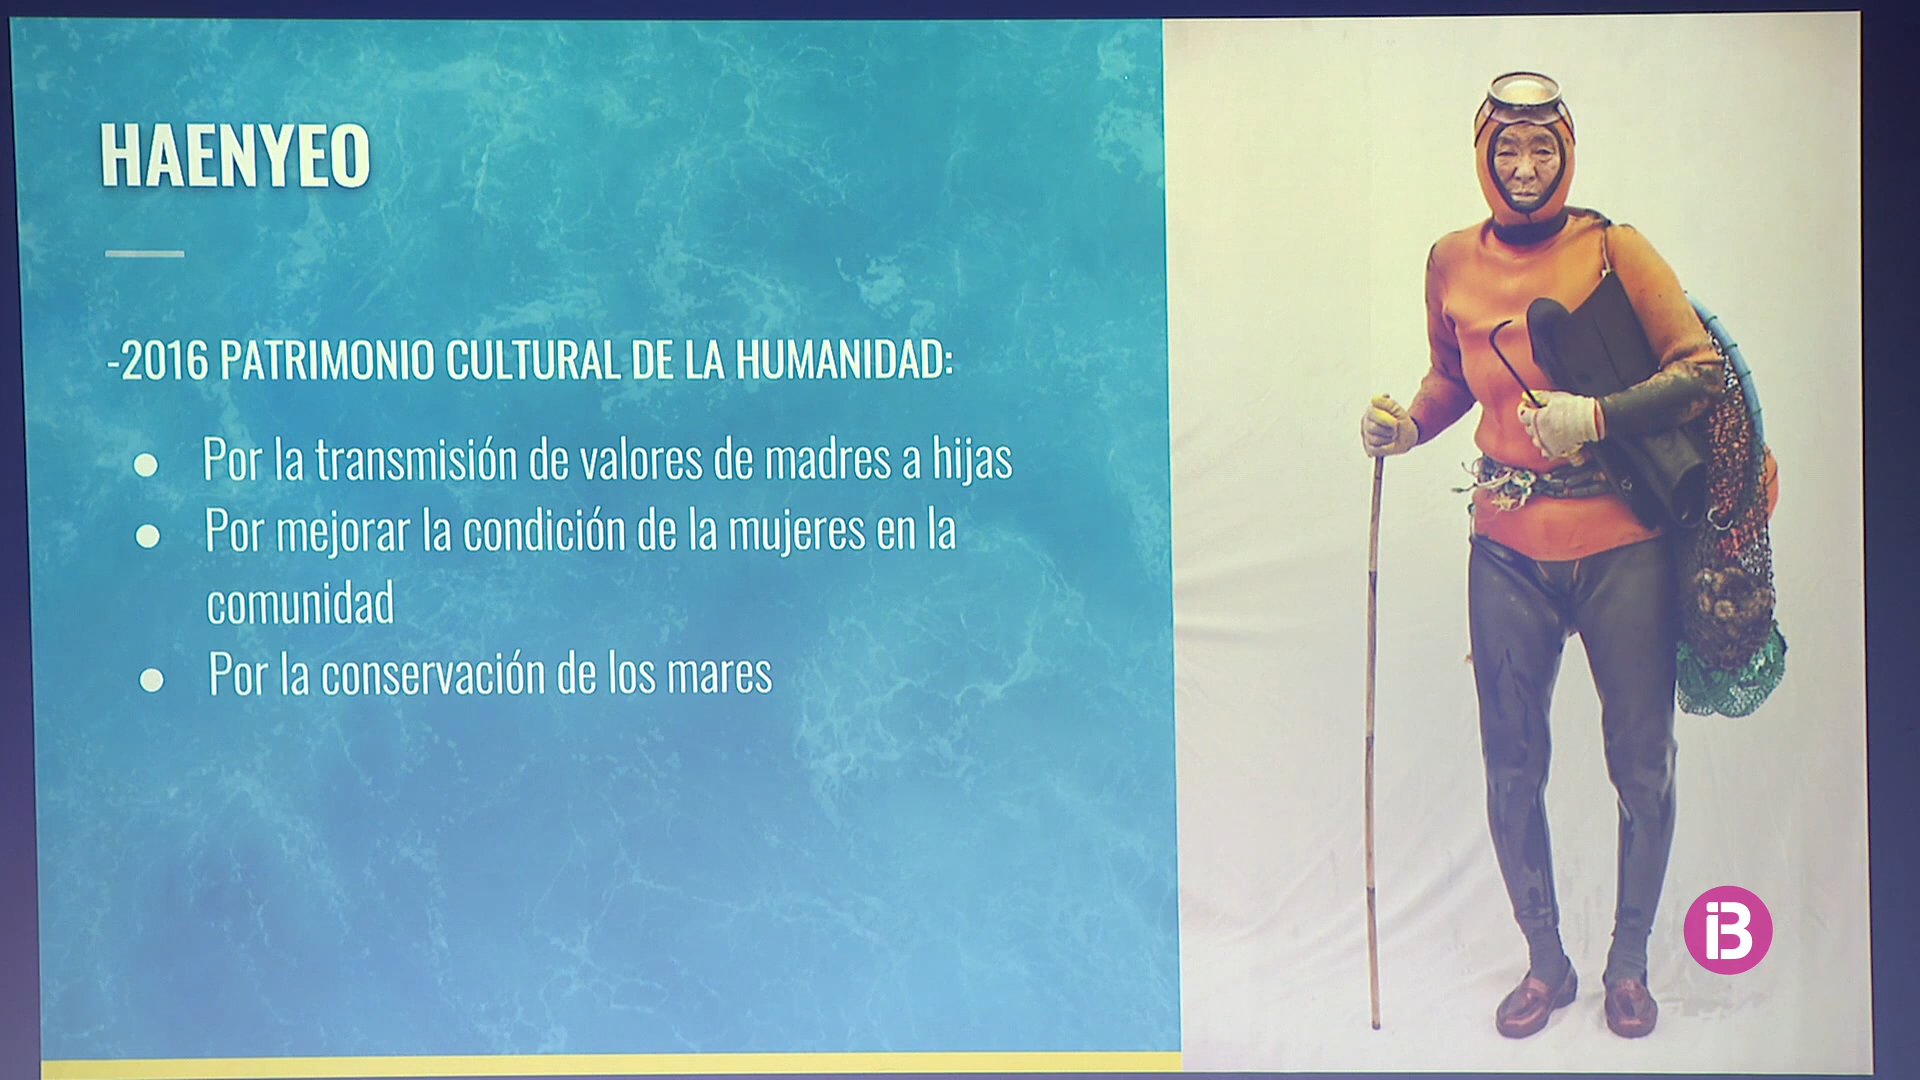 HAENYEO
-2016 PATRIMONIO CULTURAL DE LA HUMANIDAD:
● Por la transmisión de valores de madres a hijas
● Por mejorar la condición de la mujeres en la
comunidad
● Por la conservación de los mares
iB